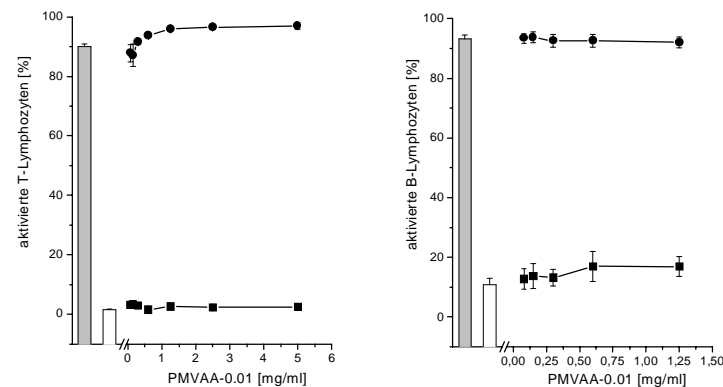 100
80
60
40
20
0
aktivierte T-Lymphozyten [%]
0 1 2 3 4 5 6
PMVAA-0.01 [mg/ml]
100
80
60
40
20
0
aktivierte B-Lymphozyten [%]
0,00 0,25 0,50 0,75 1,00 1,25 1,50
PMVAA-0.01 [mg/ml]